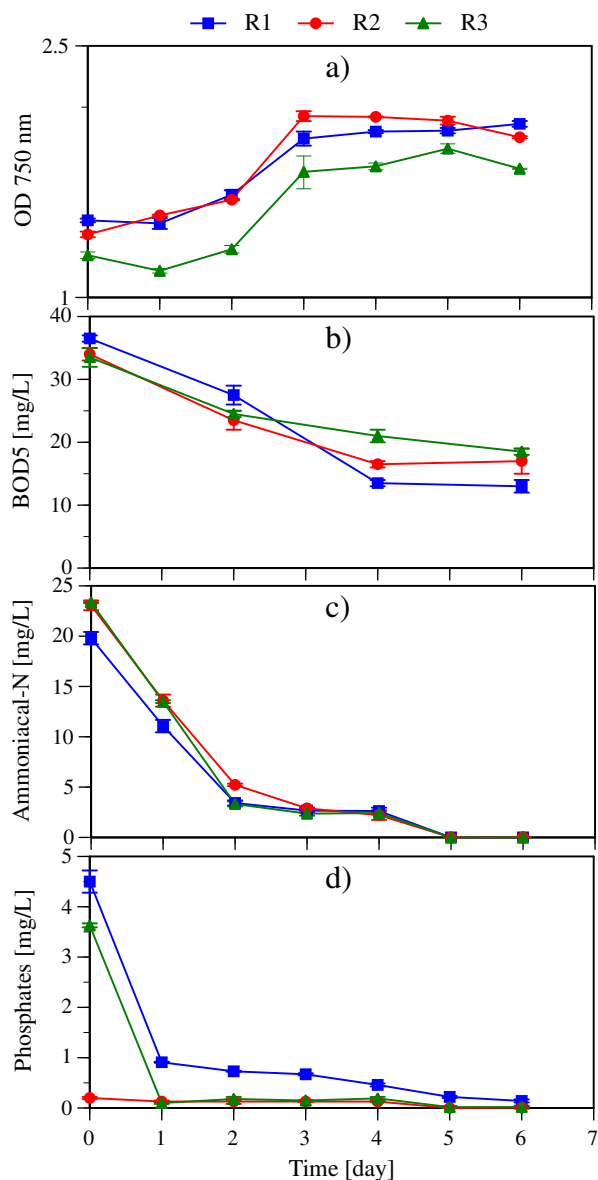 R1 R2 R3
a)
2.5
1
OD 750 nm
b)
40
30
20
10
0
BOD5 [mg/L]
c)
25
20
15
10
5
0
Ammoniacal-N [mg/L]
d)
5
4
3
2
1
0
Phosphates [mg/L]
0 1 2 3 4 5 6 7
Time [day]